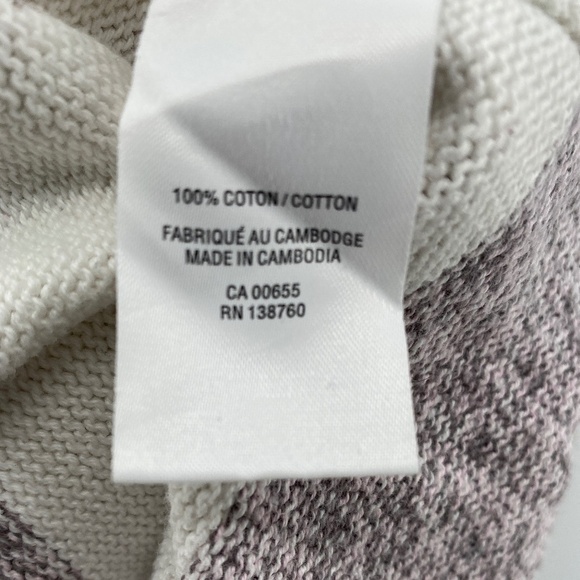 100% COTON / COTTON
FABRIQUÉ AU CAMBODGE
MADE IN CAMBODIA
CA 00655
RN 138760